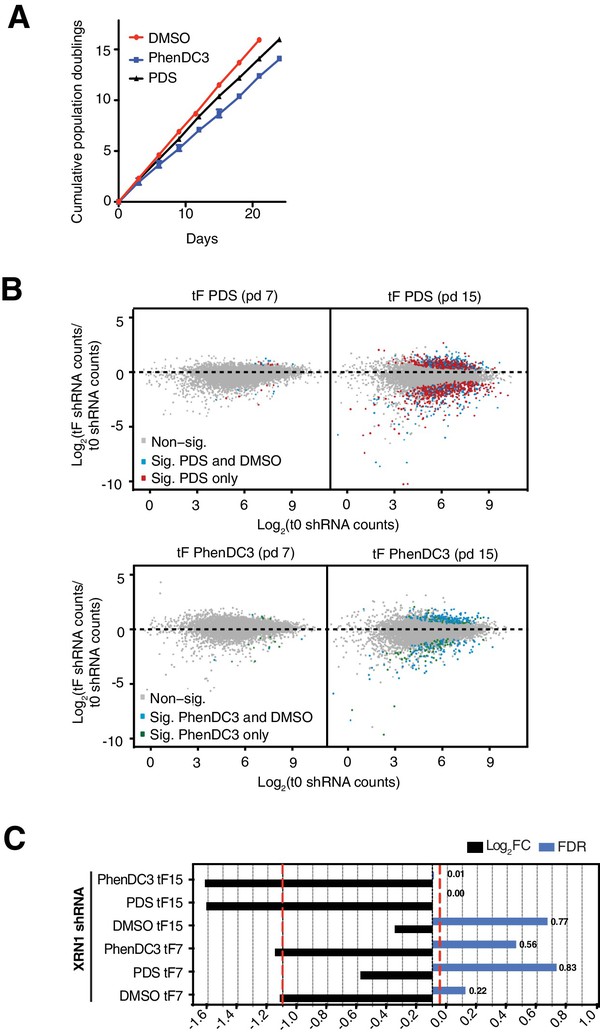 A
Cumulative population doublings
15
10
5
0
DMSO
PhenDC3
PDS
0 10 20
Days
B
tF PDS (pd 7) tF PDS (pd 15)
Log2(tF shRNA counts/
t0 shRNA counts)
5
0
-5
-10
Non-sig.
Sig. PDS and DMSO
Sig. PDS only
0 3 6 9 0 3 6 9
Log2(t0 shRNA counts)
tF PhenDC3 (pd 7) tF PhenDC3 (pd 15)
Log2(tF shRNA counts/
t0 shRNA counts)
5
0
-5
-10
Non-sig.
Sig. PhenDC3 and DMSO
Sig. PhenDC3 only
0 3 6 9 0 3 6 9
Log2(t0 shRNA counts)
C
Log2FC FDR
XRN1 shRNA
PhenDC3 tF15 0.01
PDS tF15 0.00
DMSO tF15 0.77
PhenDC3 tF7 0.56
PDS tF7 0.83
DMSO tF7 0.22
-1.6 -1.4 -1.2 -1.0 -0.8 -0.6 -0.4 -0.2 0.0 0.2 0.4 0.6 0.8 1.0